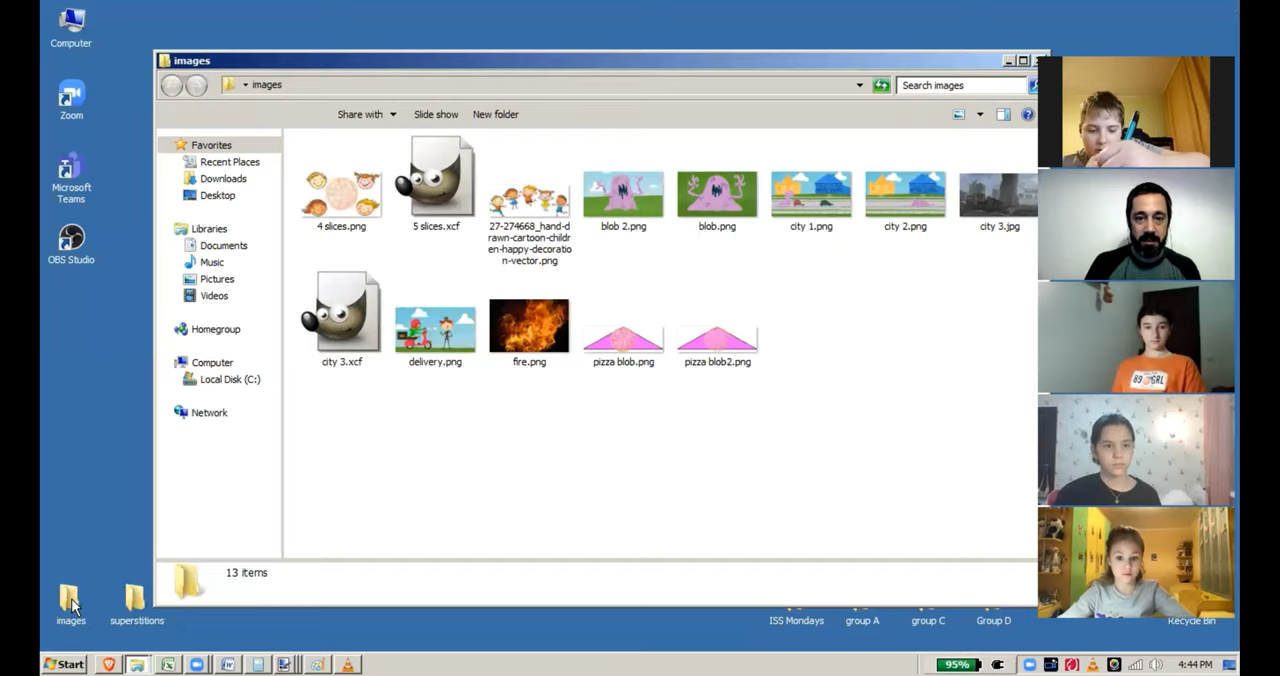 Computer
Zoom
Microsoft
Teams
OBS Studio
images
superstitions
images
images
Search images
Share with
Slide show
New folder
Favorites
Recent Places
Downloads
Desktop
Libraries
Documents
Music
Pictures
Videos
Homegroup
Computer
Local Disk (C:)
Network
4 slices.png
5 slices.xcf
27-274668_hand-d
rawn-cartoon-childr
en-happy-decoratio
n-vector.png
blob 2.png
blob.png
city 1.png
city 2.png
city 3.jpg
city 3.xcf
delivery.png
fire.png
pizza blob.png
pizza blob2.png
13 items
ISS Mondays
group A
group C
Group D
Recycle Bin
89 GRL
Start
95%
4:44 PM